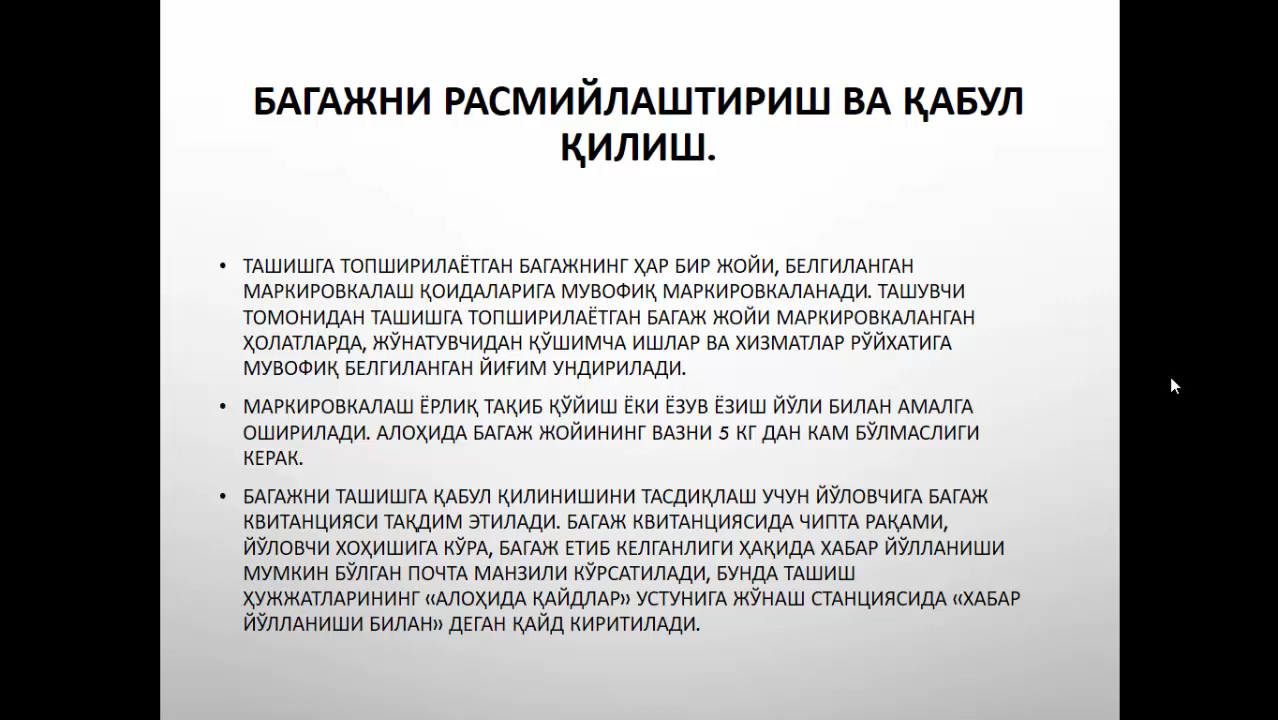 БАГАЖНИ РАСМИЙЛАШТИРИШ ВА ҚАБУЛ
ҚИЛИШ.
• ТАШИШГА ТОПШИРИЛАЁТГАН БАГАЖНИНГ ҲАР БИР ЖОЙИ, БЕЛГИЛАНГАН
МАРКИРОВКАЛАШ ҚОИДАЛАРИГА МУВОФИҚ МАРКИРОВКАЛАНАДИ. ТАШУВЧИ
ТОМОНИДАН ТАШИШГА ТОПШИРИЛАЁТГАН БАГАЖ ЖОЙИ МАРКИРОВКАЛАНГАН
ҲОЛАТЛАРДА, ЖЎНАТУВЧИДАН ҚЎШИМЧА ИШЛАР ВА ХИЗМАТЛАР РЎЙХАТИГА
МУВОФИҚ БЕЛГИЛАНГАН ЙИҒИМ УНДИРИЛАДИ.
• МАРКИРОВКАЛАШ ЁРЛИҚ ТАҚИБ ҚЎЙИШ ЁКИ ЁЗУВ ЁЗИШ ЙЎЛИ БИЛАН АМАЛГА
ОШИРИЛАДИ. АЛОҲИДА БАГАЖ ЖОЙИНИНГ ВАЗНИ 5 КГ ДАН КАМ БЎЛМАСЛИГИ
КЕРАК.
• БАГАЖНИ ТАШИШГА ҚАБУЛ ҚИЛИНИШИНИ ТАСДИҚЛАШ УЧУН ЙЎЛОВЧИГА БАГАЖ
КВИТАНЦИЯСИ ТАҚДИМ ЭТИЛАДИ. БАГАЖ КВИТАНЦИЯСИДА ЧИПТА РАҚАМИ,
ЙЎЛОВЧИ ХОҲИШИГА КЎРА, БАГАЖ ЕТИБ КЕЛГАНЛИГИ ҲАҚИДА ХАБАР ЙЎЛЛАНИШИ
МУМКИН БЎЛГАН ПОЧТА МАНЗИЛИ КЎРСАТИЛАДИ, БУНДА ТАШИШ
ҲУЖЖАТЛАРИНИНГ «АЛОҲИДА ҚАЙДЛАР» УСТУНИГА ЖЎНАШ СТАНЦИЯСИДА «ХАБАР
ЙЎЛЛАНИШИ БИЛАН» ДЕГАН ҚАЙД КИРИТИЛАДИ.